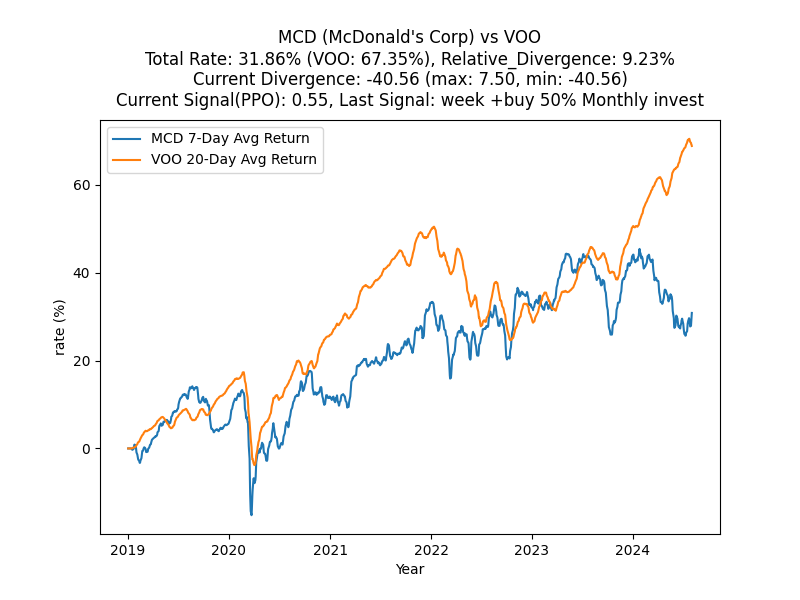 MCD (McDonald's Corp) vs VOO
Total Rate: 31.86% (VOO: 67.35%), Relative_Divergence: 9.23%
Current Divergence: -40.56 (max: 7.50, min: -40.56)
Current Signal(PPO): 0.55, Last Signal: week +buy 50% Monthly invest
MCD 7-Day Avg Return
VOO 20-Day Avg Return
60
40
20
0
rate (%)
2019 2020 2021 2022 2023 2024
Year